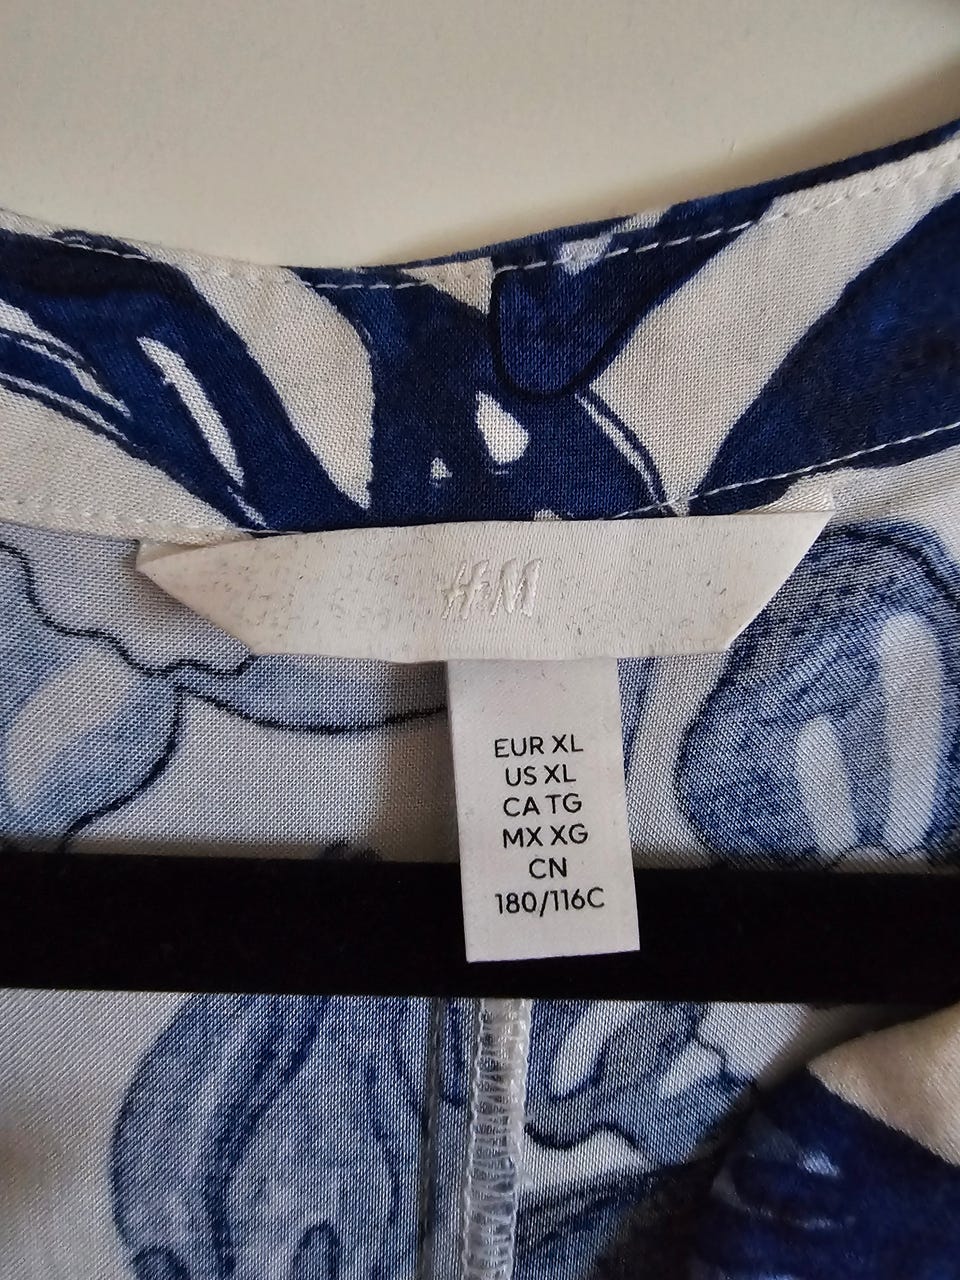 H&M
EUR XL
US XL
CA TG
MX XG
CN
180/116C